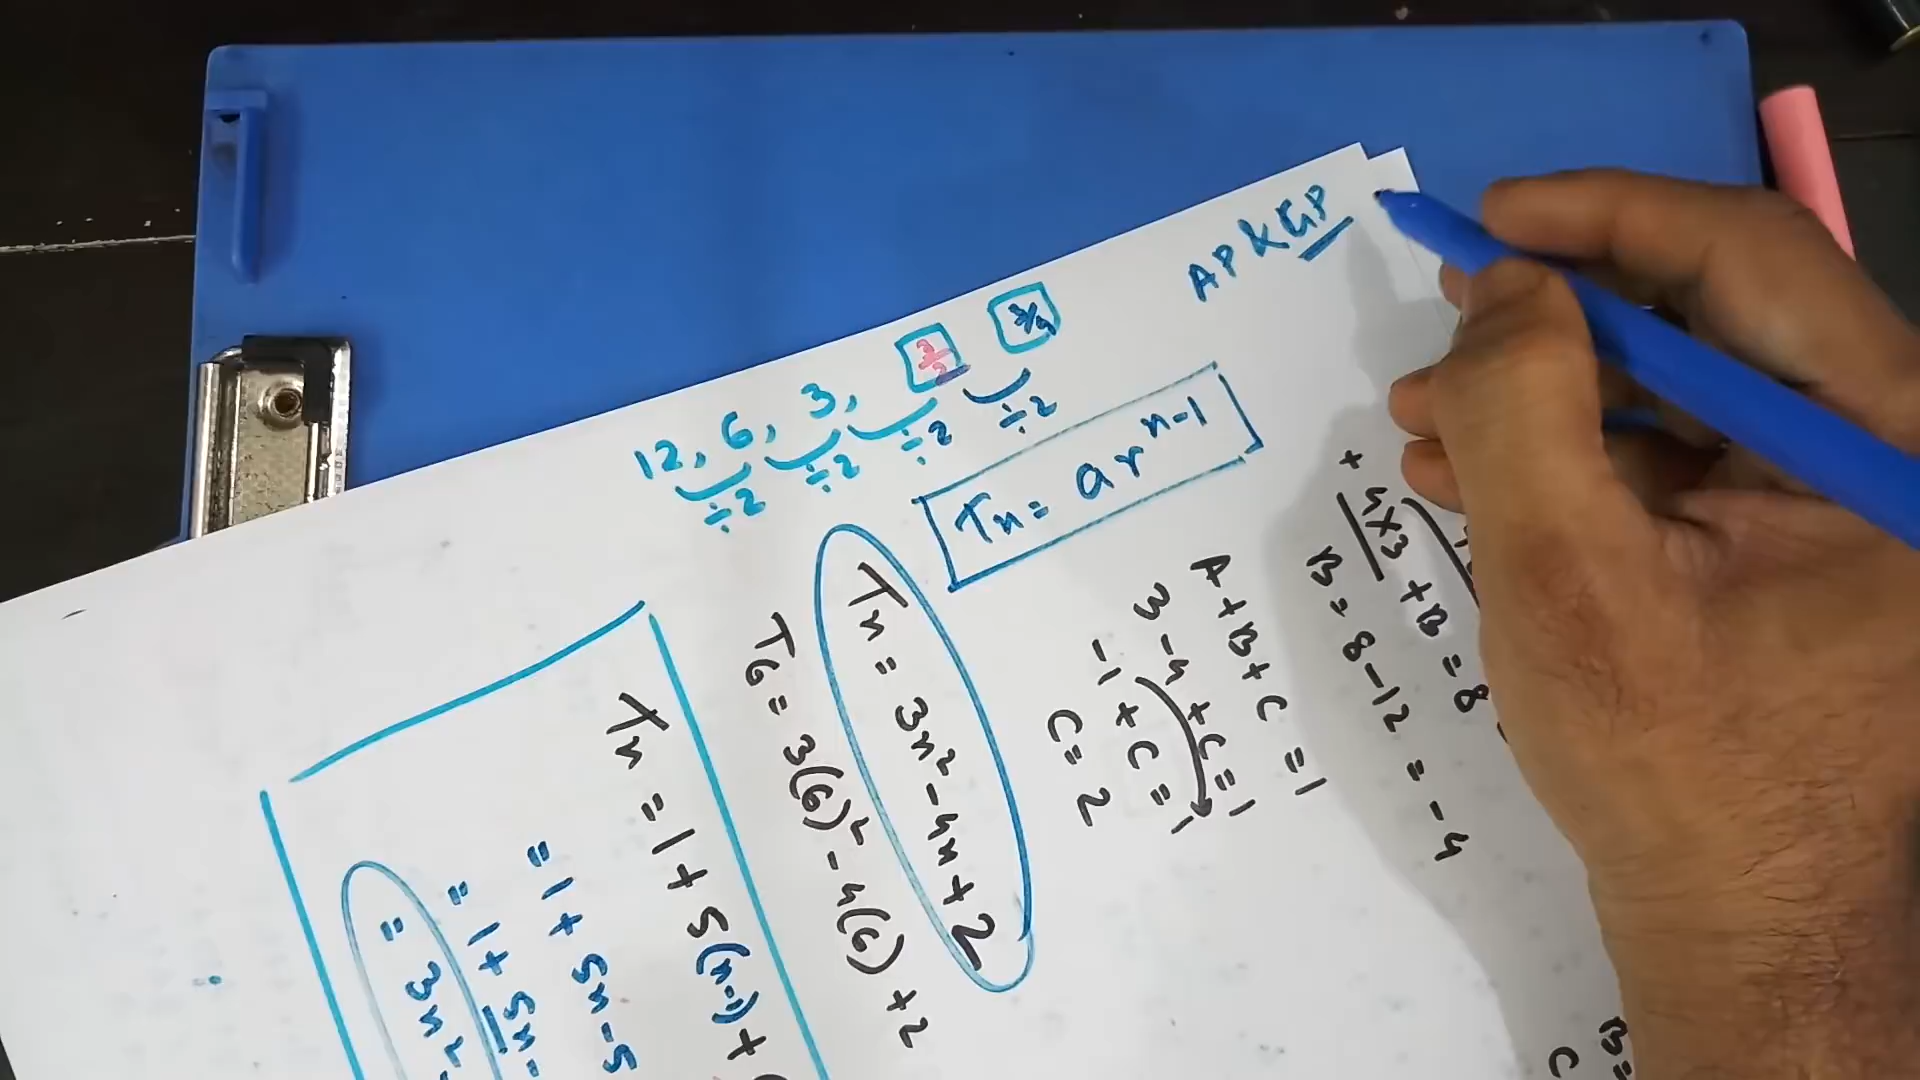 AP & GP
12, 6, 3, 3/2 3/4
÷2 ÷2 ÷2 ÷2
Tn = ar^(n-1)
+ 4×3 + B = 8
B = 8 - 12 = -4
A + B + C = 1
3 - 4 + C = 1
-1 + C = 1
C = 2
Tn = 3n² - 4n + 2
T6 = 3(6)² - 4(6) + 2
Tn = 1 + 5(n-1) +
= 1 + 5n - 5
= 1 + 5n -
= 3n²
B =
C